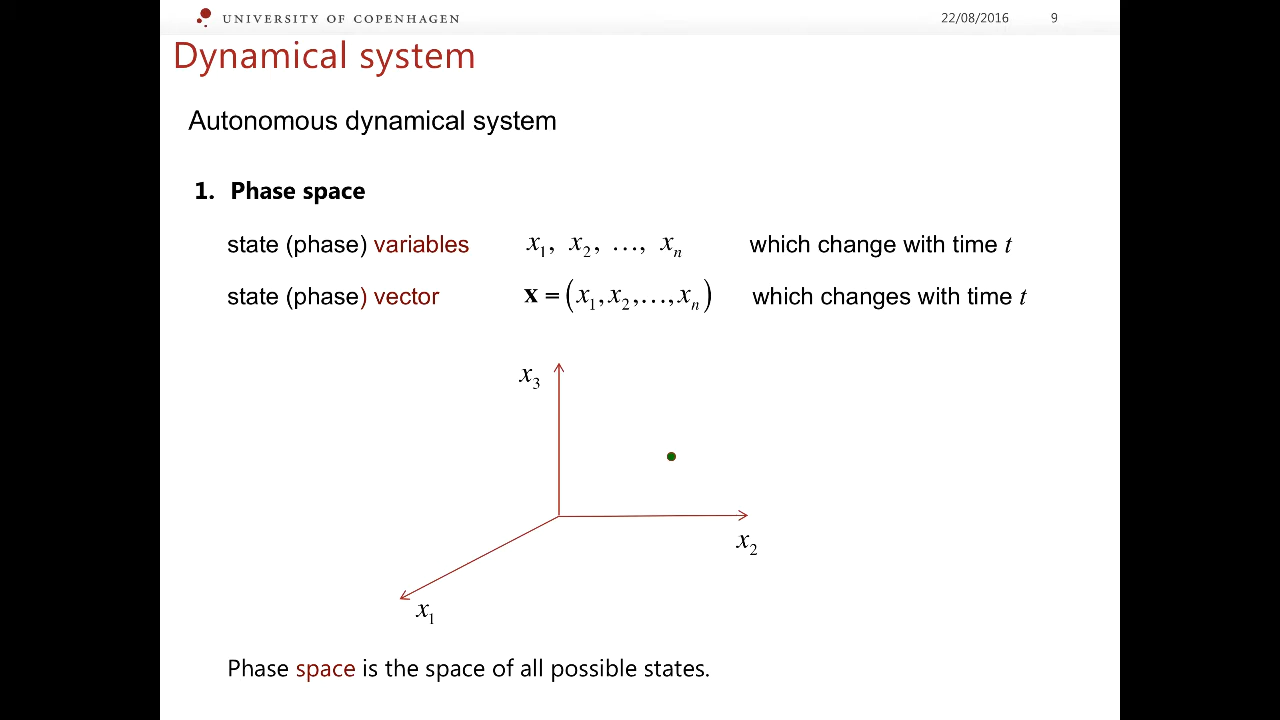 UNIVERSITY OF COPENHAGEN 22/08/2016 9
Dynamical system
Autonomous dynamical system
1. Phase space
state (phase) variables x₁, x₂, …, xₙ which change with time t
state (phase) vector x = (x₁, x₂, …, xₙ) which changes with time t
x₃
x₂
x₁
Phase space is the space of all possible states.